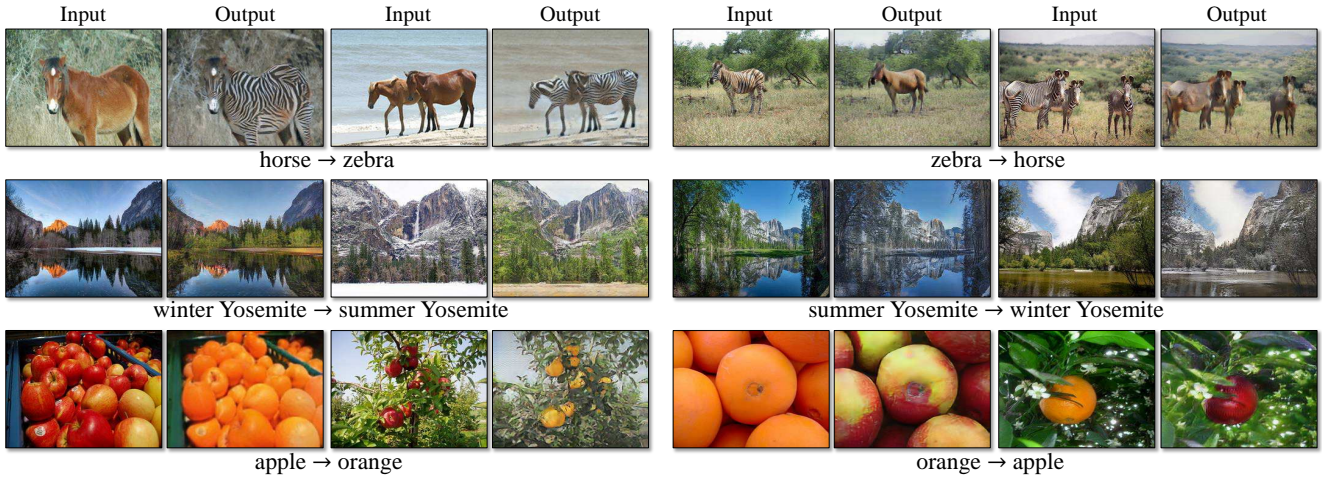 Input Output Input Output Input Output Input Output
horse → zebra zebra → horse
winter Yosemite → summer Yosemite summer Yosemite → winter Yosemite
apple → orange orange → apple